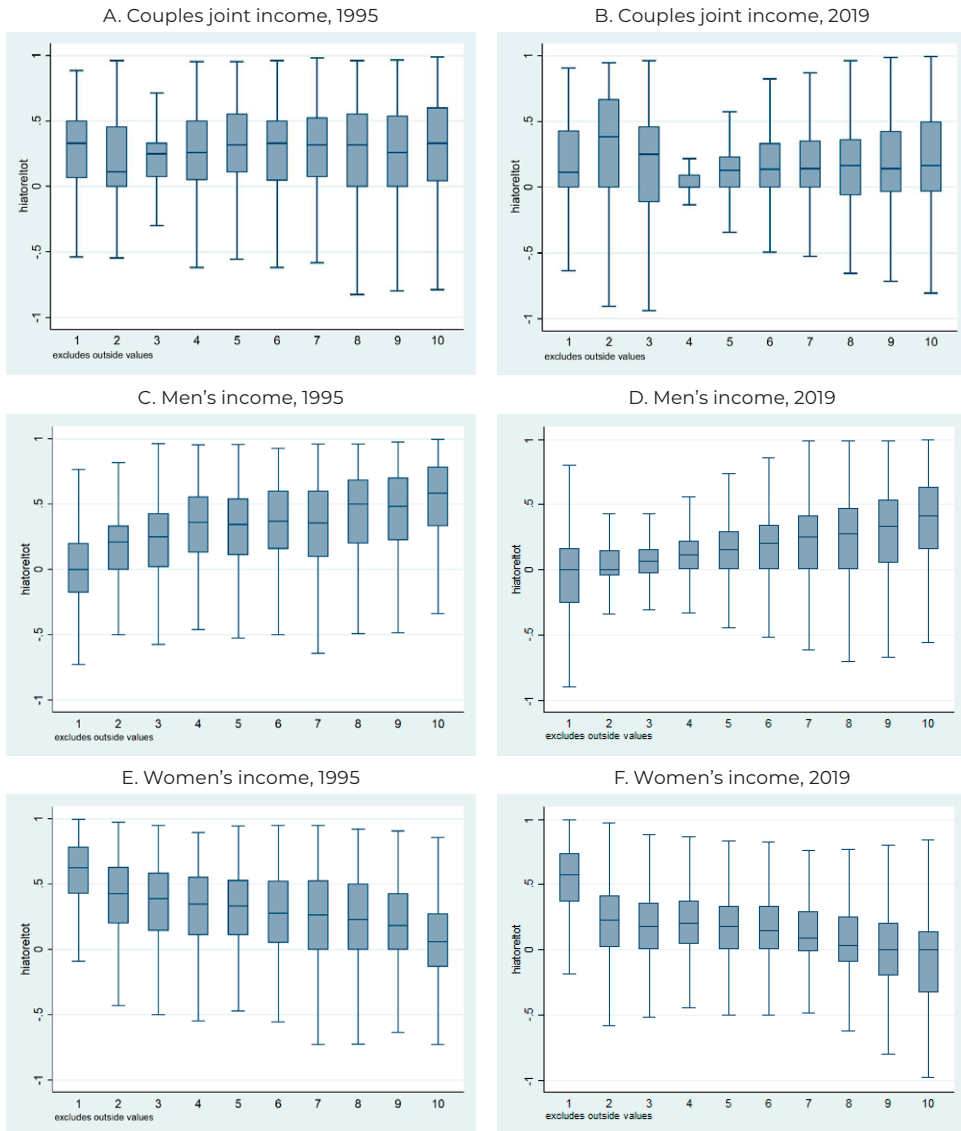 A. Couples joint income, 1995
hiatoreltot
1
.5
0
-.5
-1
1 2 3 4 5 6 7 8 9 10
excludes outside values
B. Couples joint income, 2019
hiatoreltot
1
.5
0
-.5
-1
1 2 3 4 5 6 7 8 9 10
excludes outside values
C. Men’s income, 1995
hiatoreltot
1
.5
0
-.5
-1
1 2 3 4 5 6 7 8 9 10
excludes outside values
D. Men’s income, 2019
hiatoreltot
1
.5
0
-.5
-1
1 2 3 4 5 6 7 8 9 10
excludes outside values
E. Women’s income, 1995
hiatoreltot
1
.5
0
-.5
-1
1 2 3 4 5 6 7 8 9 10
excludes outside values
F. Women’s income, 2019
hiatoreltot
1
.5
0
-.5
-1
1 2 3 4 5 6 7 8 9 10
excludes outside values